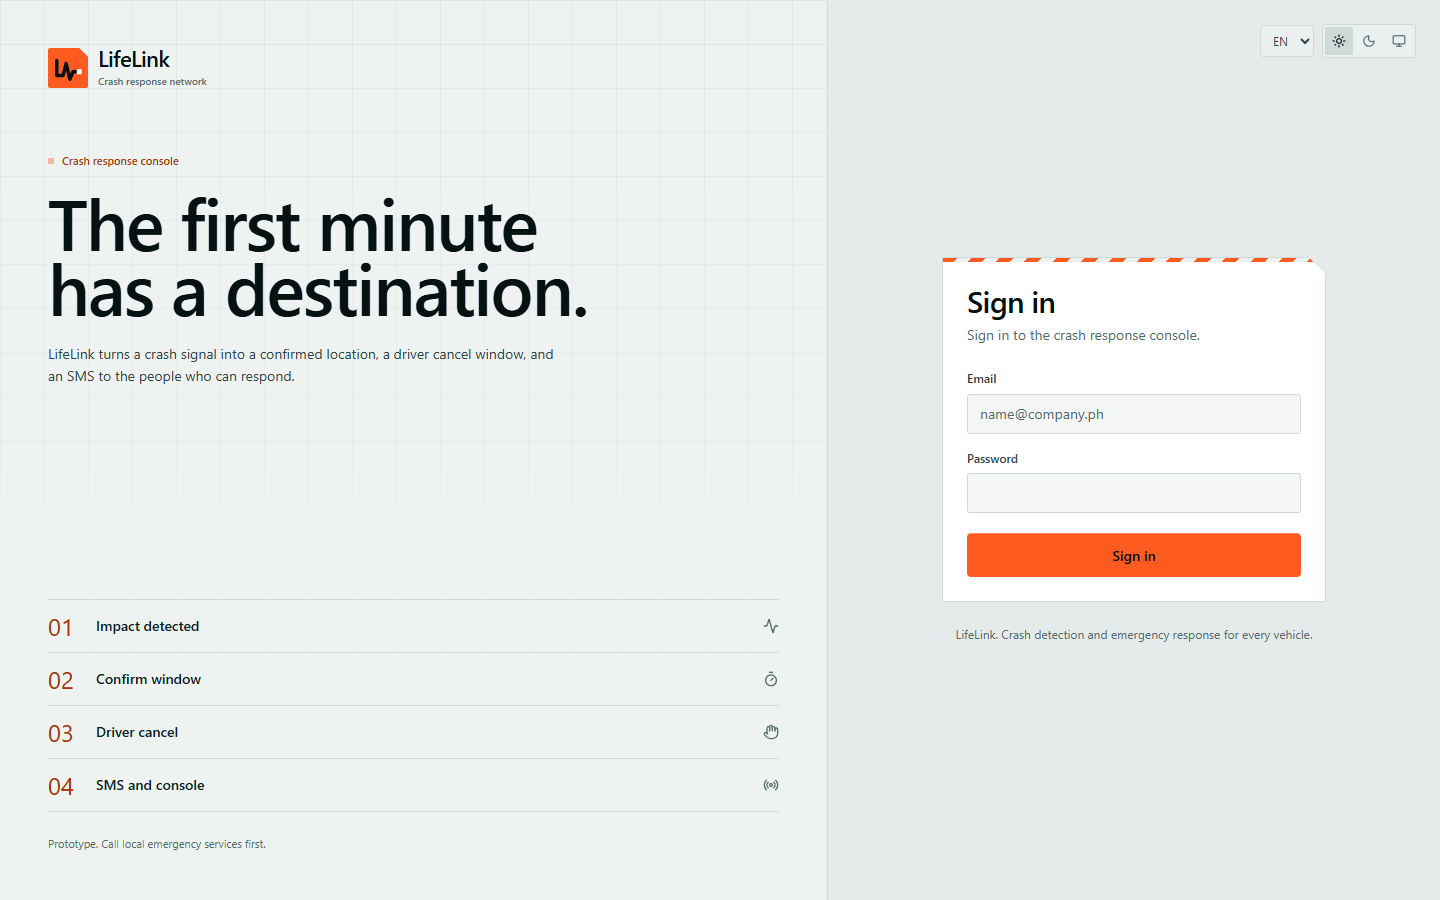 LifeLink
Crash response network
Crash response console
The first minute
has a destination.
LifeLink turns a crash signal into a confirmed location, a driver cancel window, and
an SMS to the people who can respond.
01 Impact detected
02 Confirm window
03 Driver cancel
04 SMS and console
Prototype. Call local emergency services first.
EN
Sign in
Sign in to the crash response console.
Email
name@company.ph
Password
Sign in
LifeLink. Crash detection and emergency response for every vehicle.